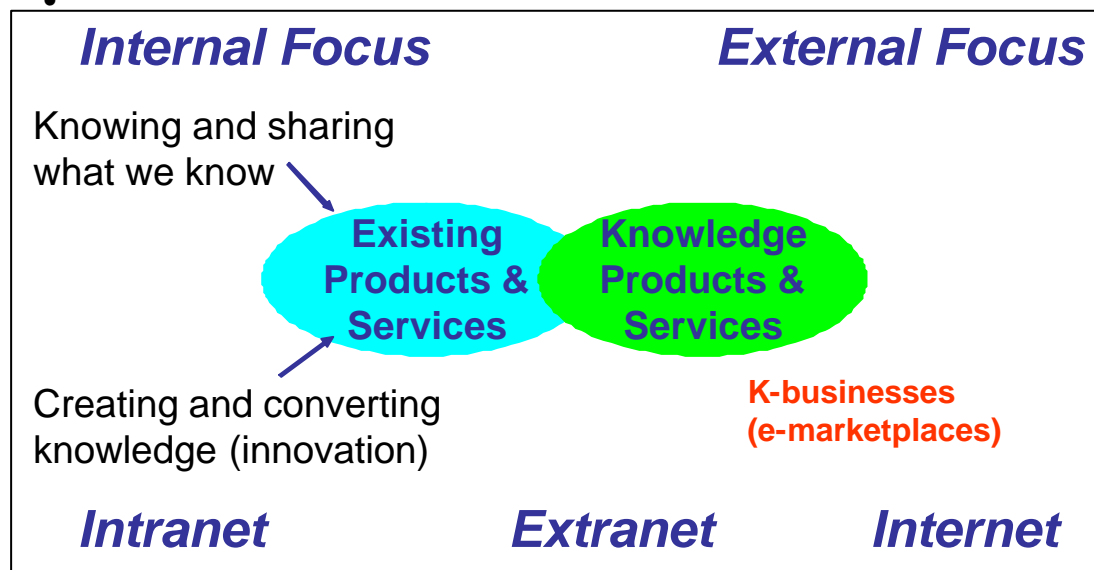 Internal Focus
External Focus
Knowing and sharing
what we know
Existing
Products &
Services
Knowledge
Products &
Services
Creating and converting
knowledge (innovation)
K-businesses
(e-marketplaces)
Intranet
Extranet
Internet